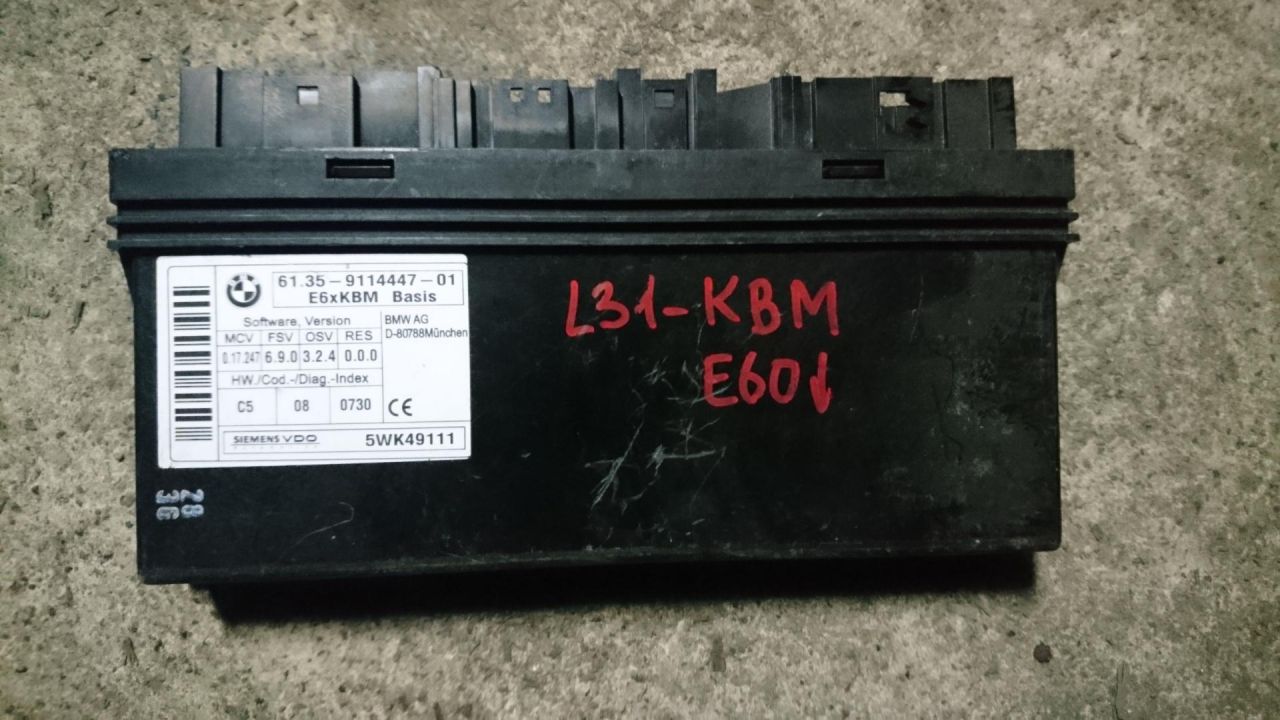 61.35-9114447-01
E6xKBM Basis
Software, Version
MCV FSV OSV RES
0.17.247 6.9.0 3.2.4 0.0.0
HW./Cod.-/Diag.-Index
C5 08 0730
BMW AG
D-80788München
CE
SIEMENS VDO
5WK49111
L31-KBM
E60↓